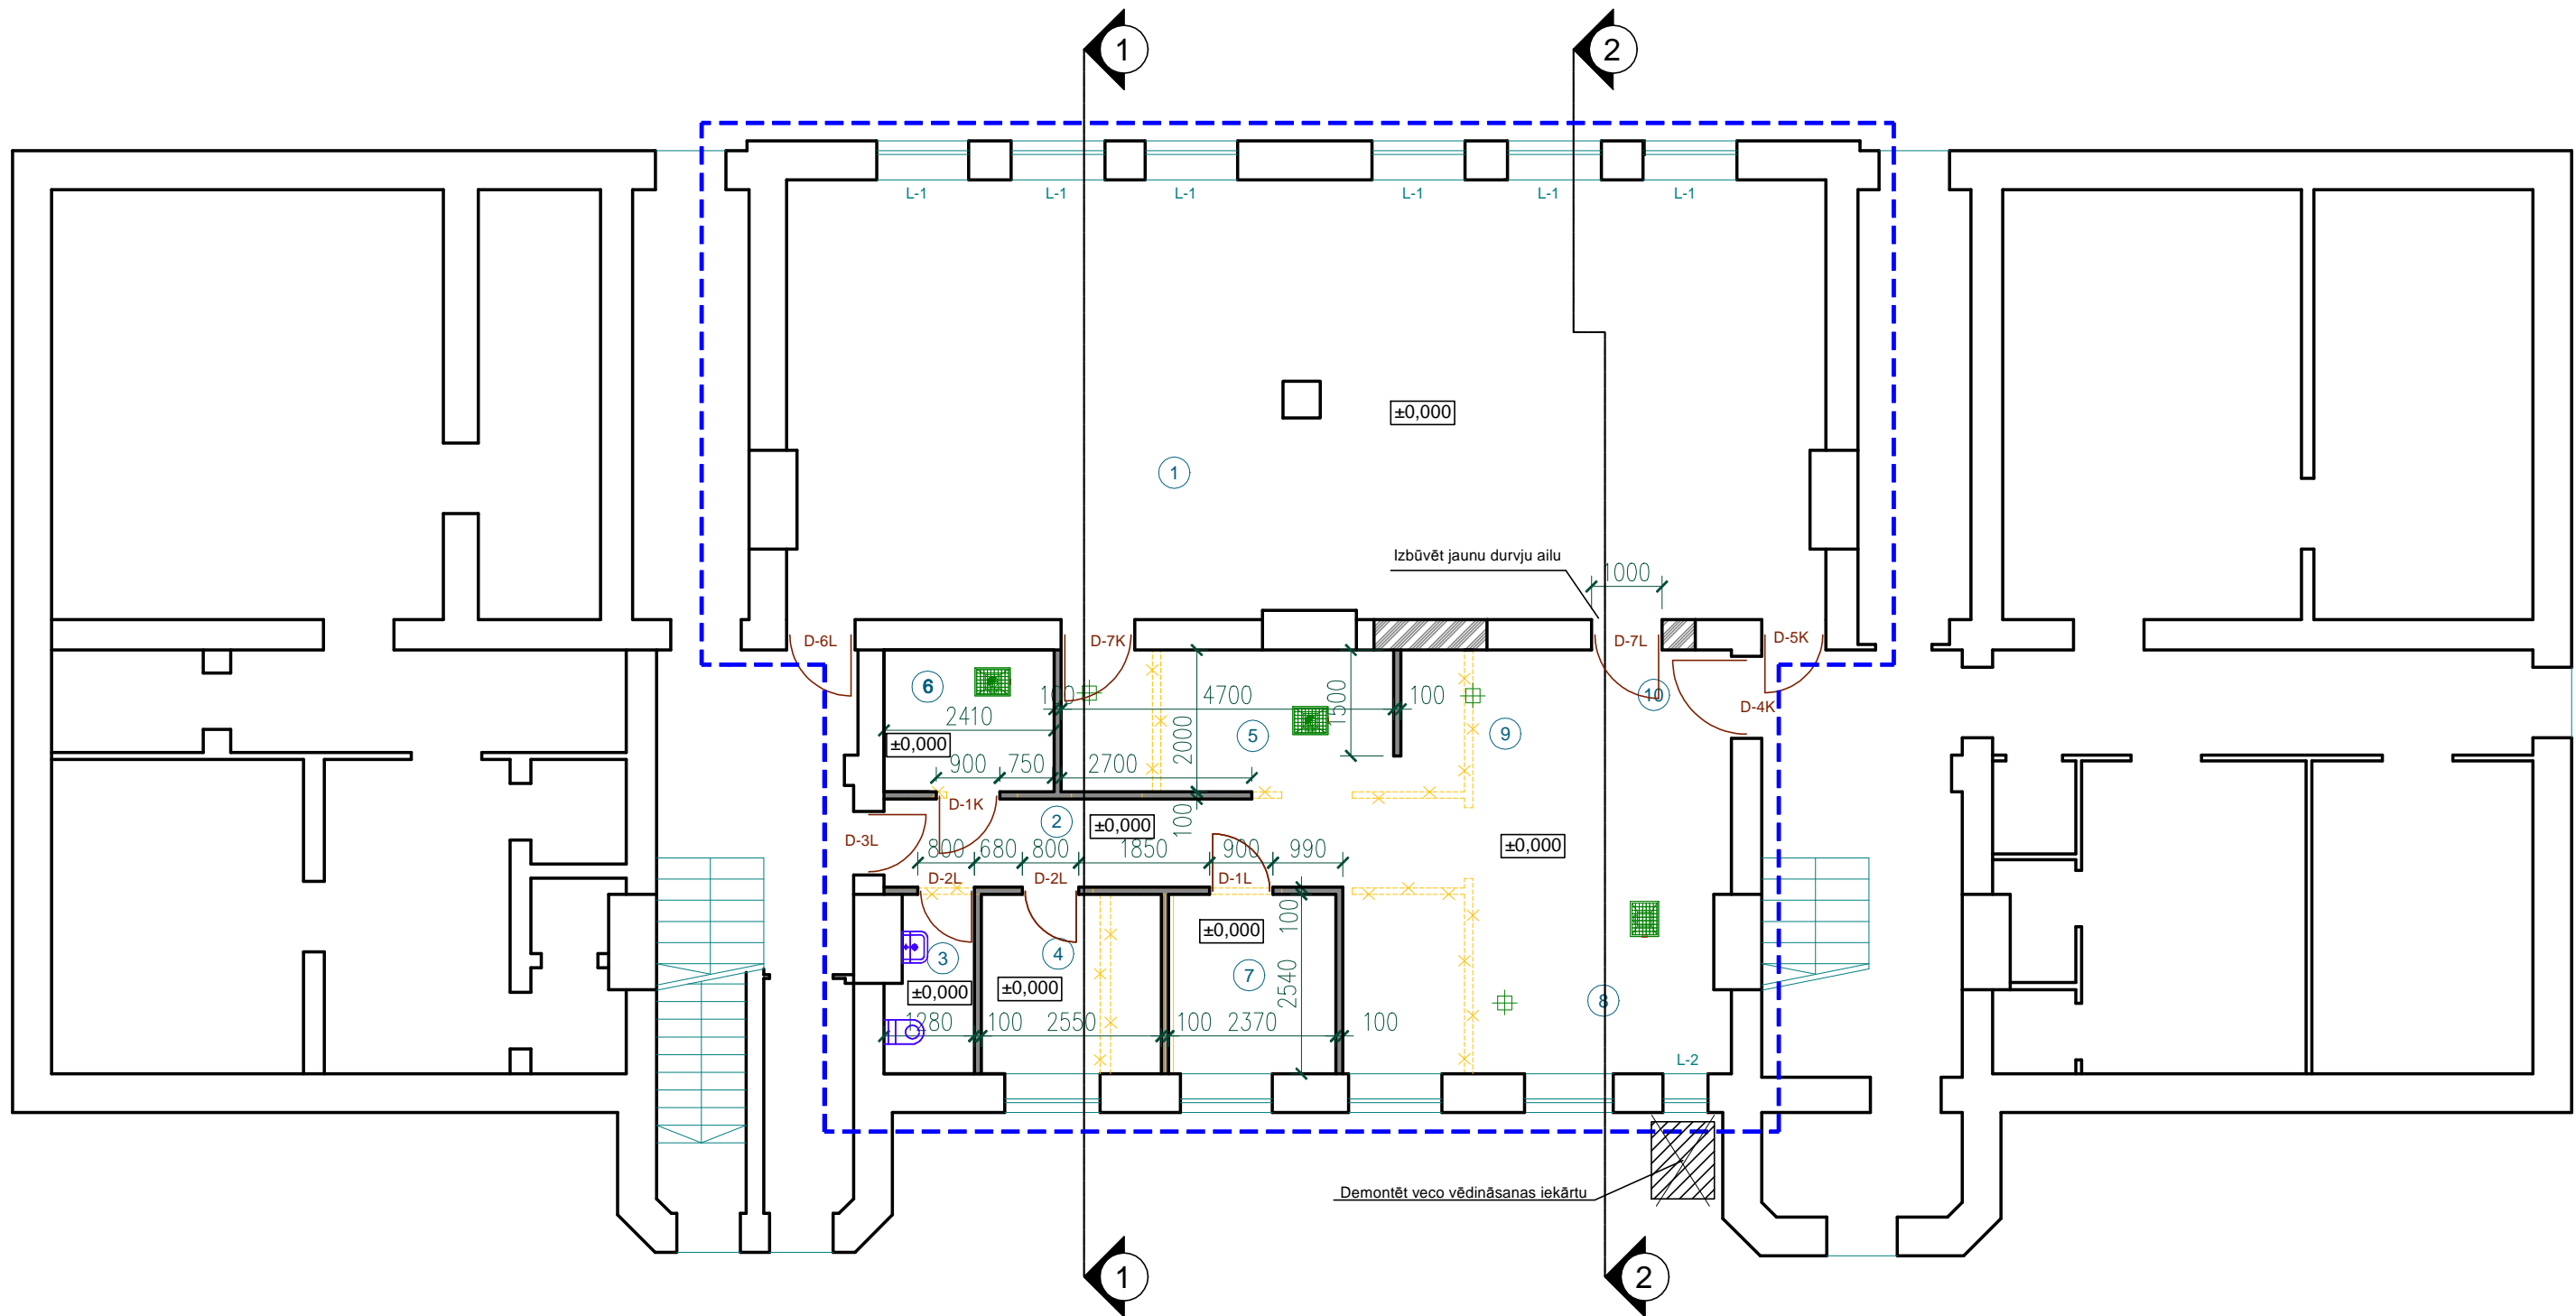 1
2
L-1
L-1
L-1
L-1
L-1
L-1
±0,000
1
Izbūvēt jaunu durvju ailu
1000
D-6L
D-7K
D-7L
D-5K
6
100
4700
1500
100
10
D-4K
2410
2000
5
9
±0,000
900
750
2700
D-1K
2
±0,000
100
D-3L
800
680
800
1850
900
990
±0,000
D-2L
D-2L
D-1L
100
±0,000
3
4
7
2540
±0,000
±0,000
8
1280
100
2550
100
2370
100
L-2
Demontēt veco vēdināsanas iekārtu
1
2